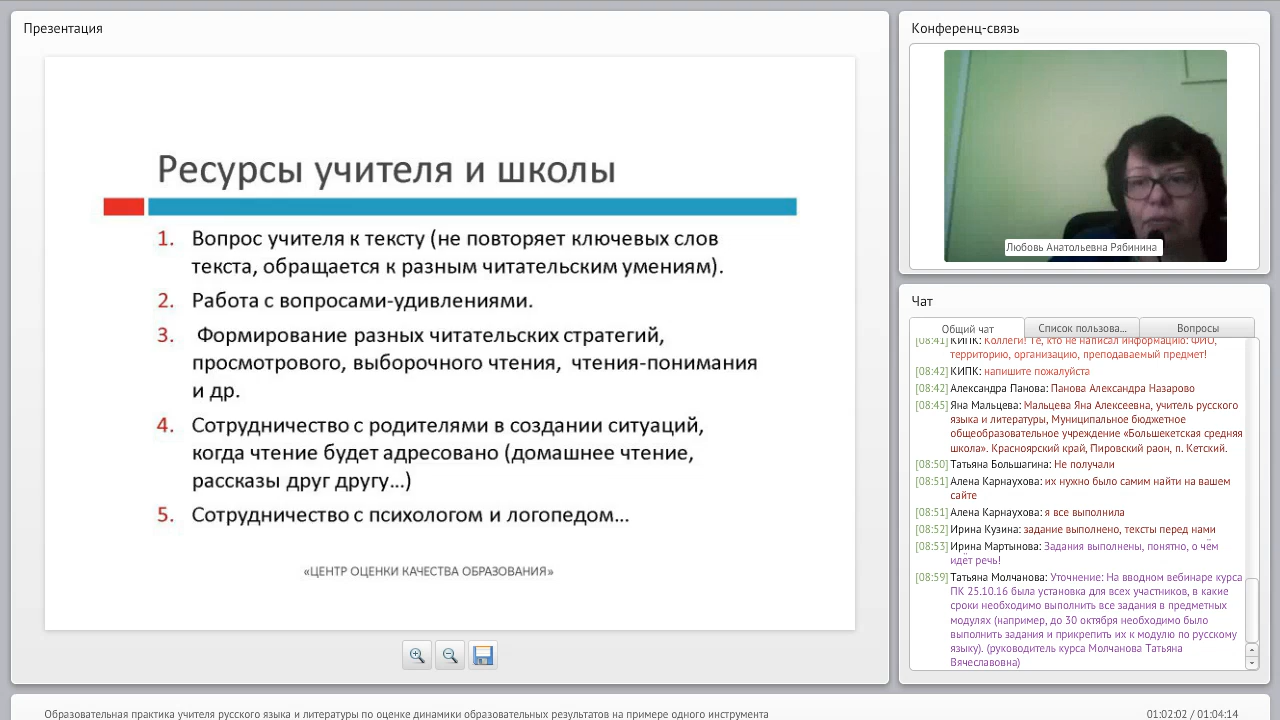 Презентация
Ресурсы учителя и школы
1. Вопрос учителя к тексту (не повторяет ключевых слов
текста, обращается к разным читательским умениям).
2. Работа с вопросами-удивлениями.
3. Формирование разных читательских стратегий,
просмотрового, выборочного чтения, чтения-понимания
и др.
4. Сотрудничество с родителями в создании ситуаций,
когда чтение будет адресовано (домашнее чтение,
рассказы друг другу...)
5. Сотрудничество с психологом и логопедом...
«ЦЕНТР ОЦЕНКИ КАЧЕСТВА ОБРАЗОВАНИЯ»
Конференц-связь
Любовь Анатольевна Рябинина
Чат
Общий чат
Список пользова...
Вопросы
[08:41] КИПК: Коллеги! Те, кто не написал информацию: ФИО,
территорию, организацию, преподаваемый предмет!
[08:42] КИПК: напишите пожалуйста
[08:42] Александра Панова: Панова Александра Назарово
[08:45] Яна Мальцева: Мальцева Яна Алексеевна, учитель русского
языка и литературы, Муниципальное бюджетное
общеобразовательное учреждение «Большекетская средняя
школа». Красноярский край, Пировский раон, п. Кетский.
[08:50] Татьяна Большагина: Не получали
[08:51] Алена Карнаухова: их нужно было самим найти на вашем
сайте
[08:51] Алена Карнаухова: я все выполнила
[08:52] Ирина Кузина: задание выполнено, тексты перед нами
[08:53] Ирина Мартынова: Задания выполнены, понятно, о чём
идёт речь!
[08:59] Татьяна Молчанова: Уточнение: На вводном вебинаре курса
ПК 25.10.16 была установка для всех участников, в какие
сроки необходимо выполнить все задания в предметных
модулях (например, до 30 октября необходимо было
выполнить задания и прикрепить их к модулю по русскому
языку). (руководитель курса Молчанова Татьяна
Вячеславовна)
Образовательная практика учителя русского языка и литературы по оценке динамики образовательных результатов на примере одного инструмента
01:02:02 / 01:04:14